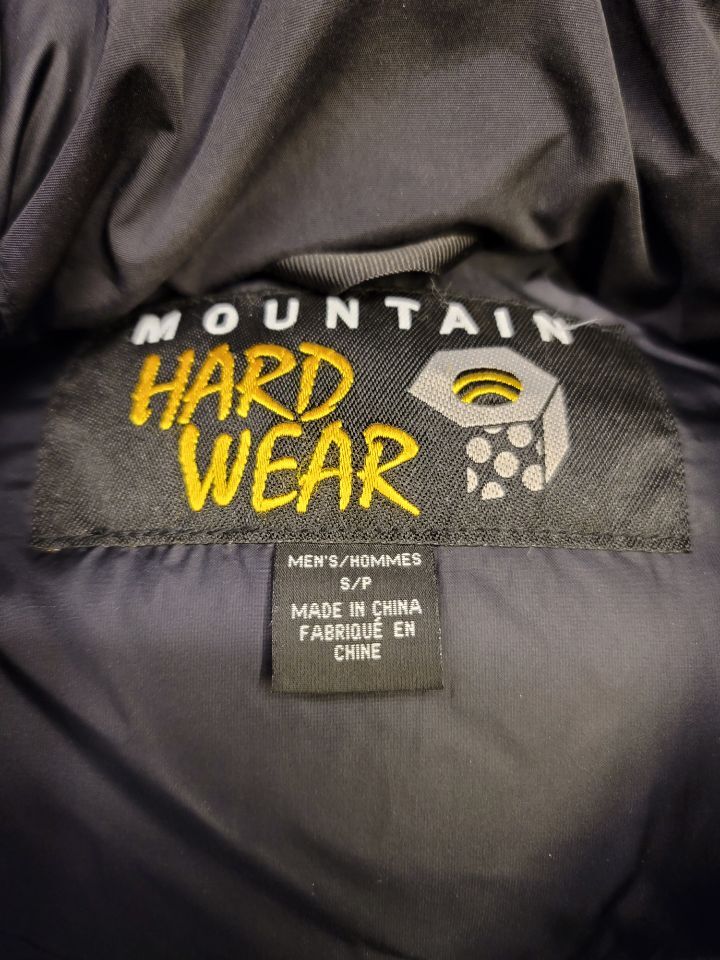 MOUNTAIN
HARD
WEAR
MEN'S/HOMMES
S/P
MADE IN CHINA
FABRIQUÉ EN
CHINE